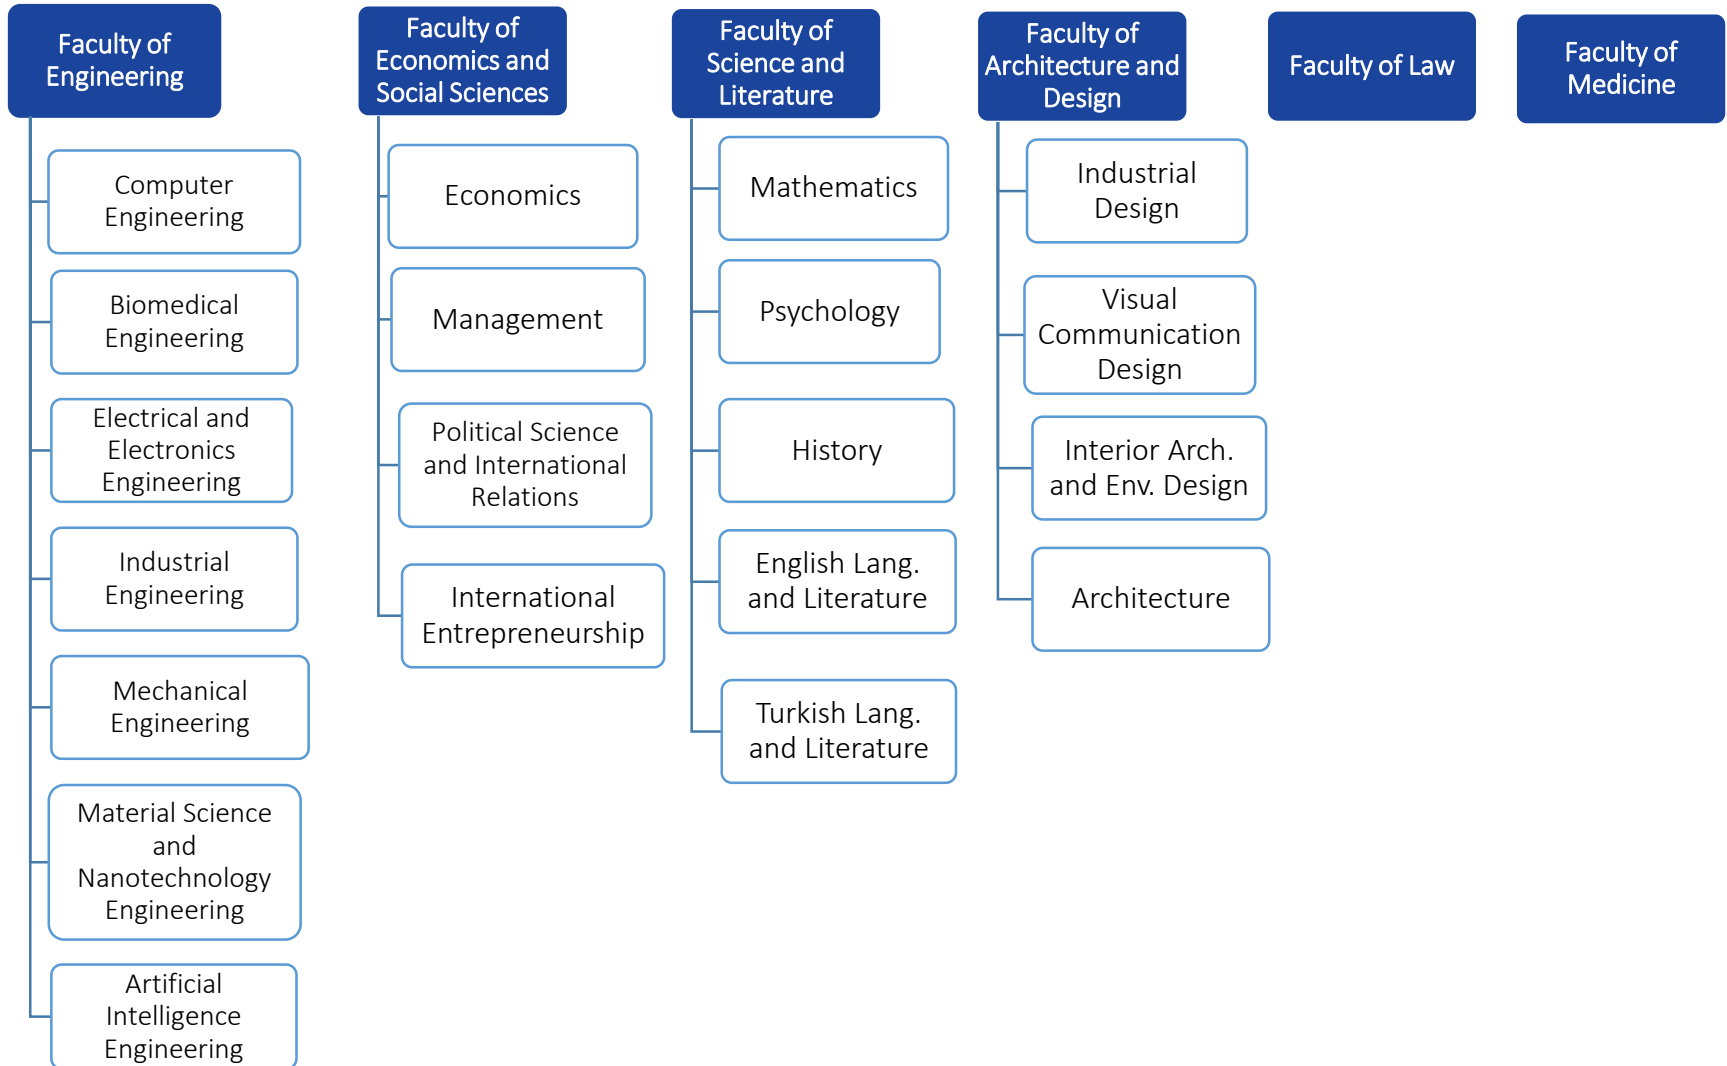 Faculty of
Engineering
Computer
Engineering
Biomedical
Engineering
Electrical and
Electronics
Engineering
Industrial
Engineering
Mechanical
Engineering
Material Science
and
Nanotechnology
Engineering
Artificial
Intelligence
Engineering
Faculty of
Economics and
Social Sciences
Economics
Management
Political Science
and International
Relations
International
Entrepreneurship
Faculty of
Science and
Literature
Mathematics
Psychology
History
English Lang.
and Literature
Turkish Lang.
and Literature
Faculty of
Architecture and
Design
Industrial
Design
Visual
Communication
Design
Interior Arch.
and Env. Design
Architecture
Faculty of Law
Faculty of
Medicine